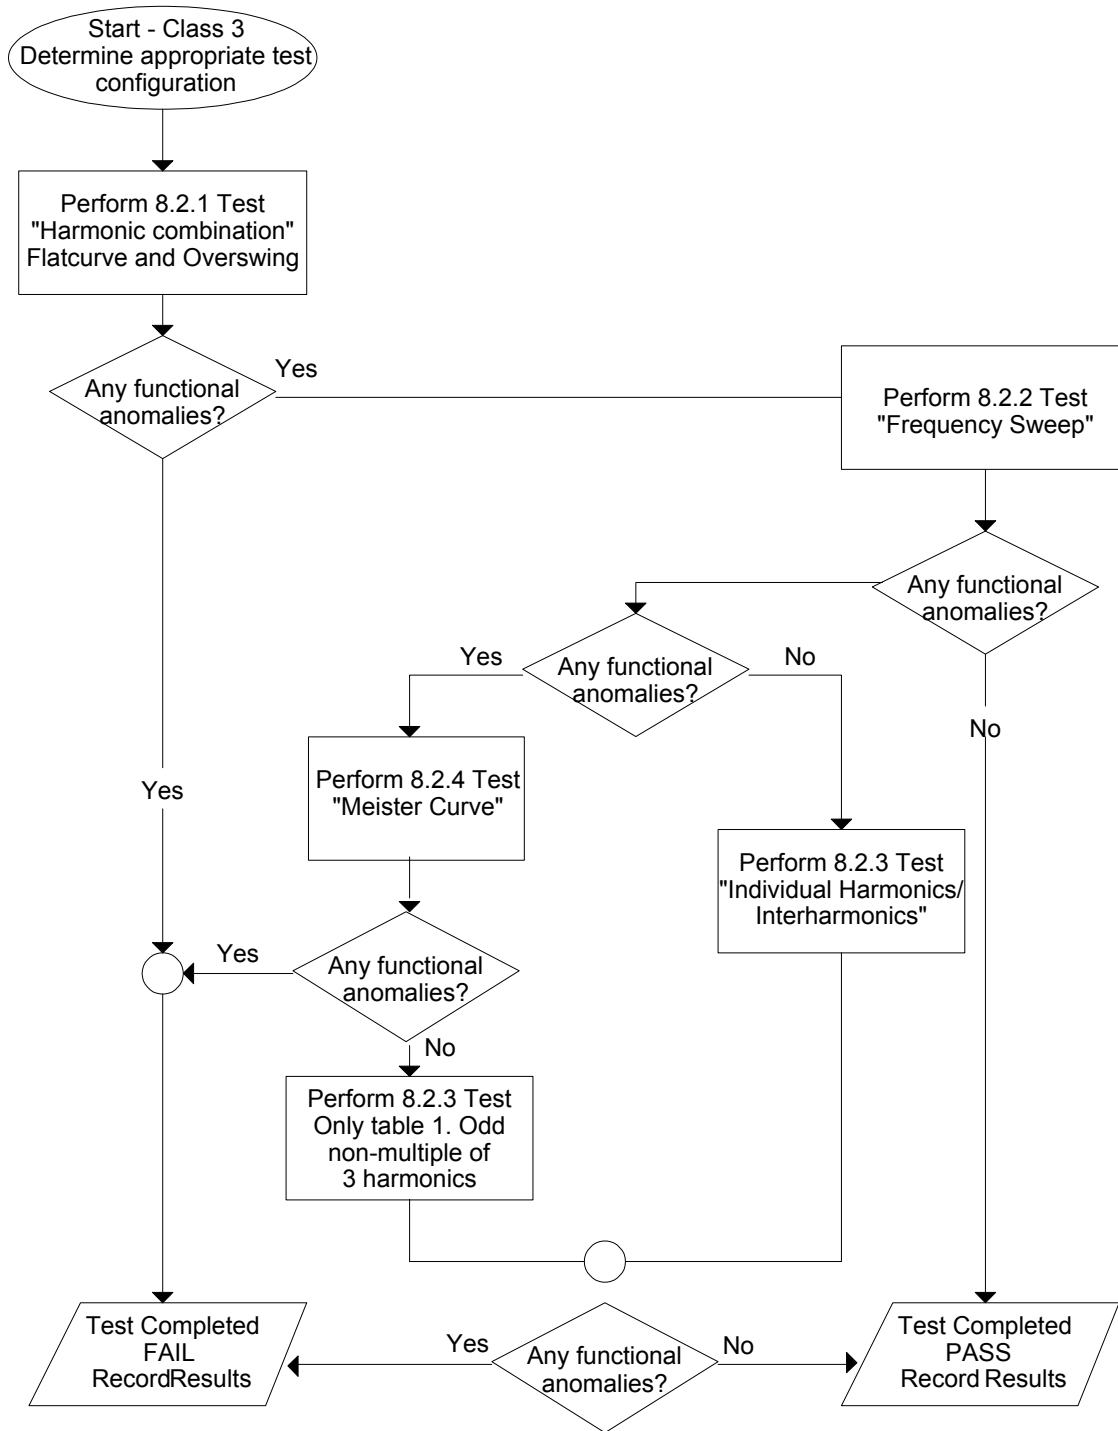 Start - Class 3
Determine appropriate test
configuration
Perform 8.2.1 Test
"Harmonic combination"
Flatcurve and Overswing
Any functional
anomalies?
Yes
Perform 8.2.2 Test
"Frequency Sweep"
Any functional
anomalies?
Yes
Any functional
anomalies?
No
No
Yes
Perform 8.2.4 Test
"Meister Curve"
Perform 8.2.3 Test
"Individual Harmonics/
Interharmonics"
Yes
Any functional
anomalies?
No
Perform 8.2.3 Test
Only table 1. Odd
non-multiple of
3 harmonics
Test Completed
FAIL
RecordResults
Yes
Any functional
anomalies?
No
Test Completed
PASS
Record Results